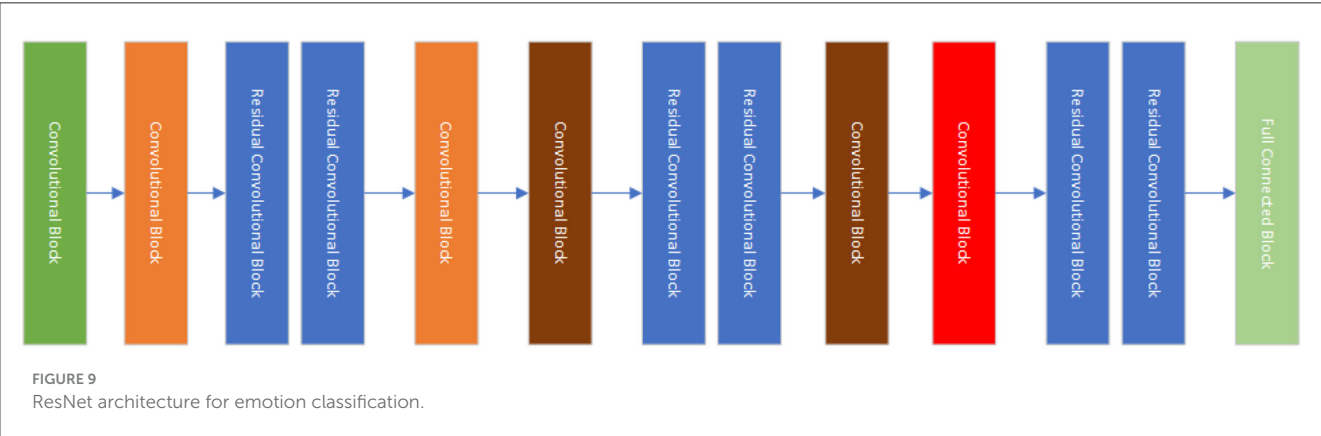 Convolutional Block
Convolutional Block
Residual Convolutional Block
Residual Convolutional Block
Convolutional Block
Convolutional Block
Residual Convolutional Block
Residual Convolutional Block
Convolutional Block
Convolutional Block
Residual Convolutional Block
Residual Convolutional Block
Full Connected Block
FIGURE 9
ResNet architecture for emotion classification.